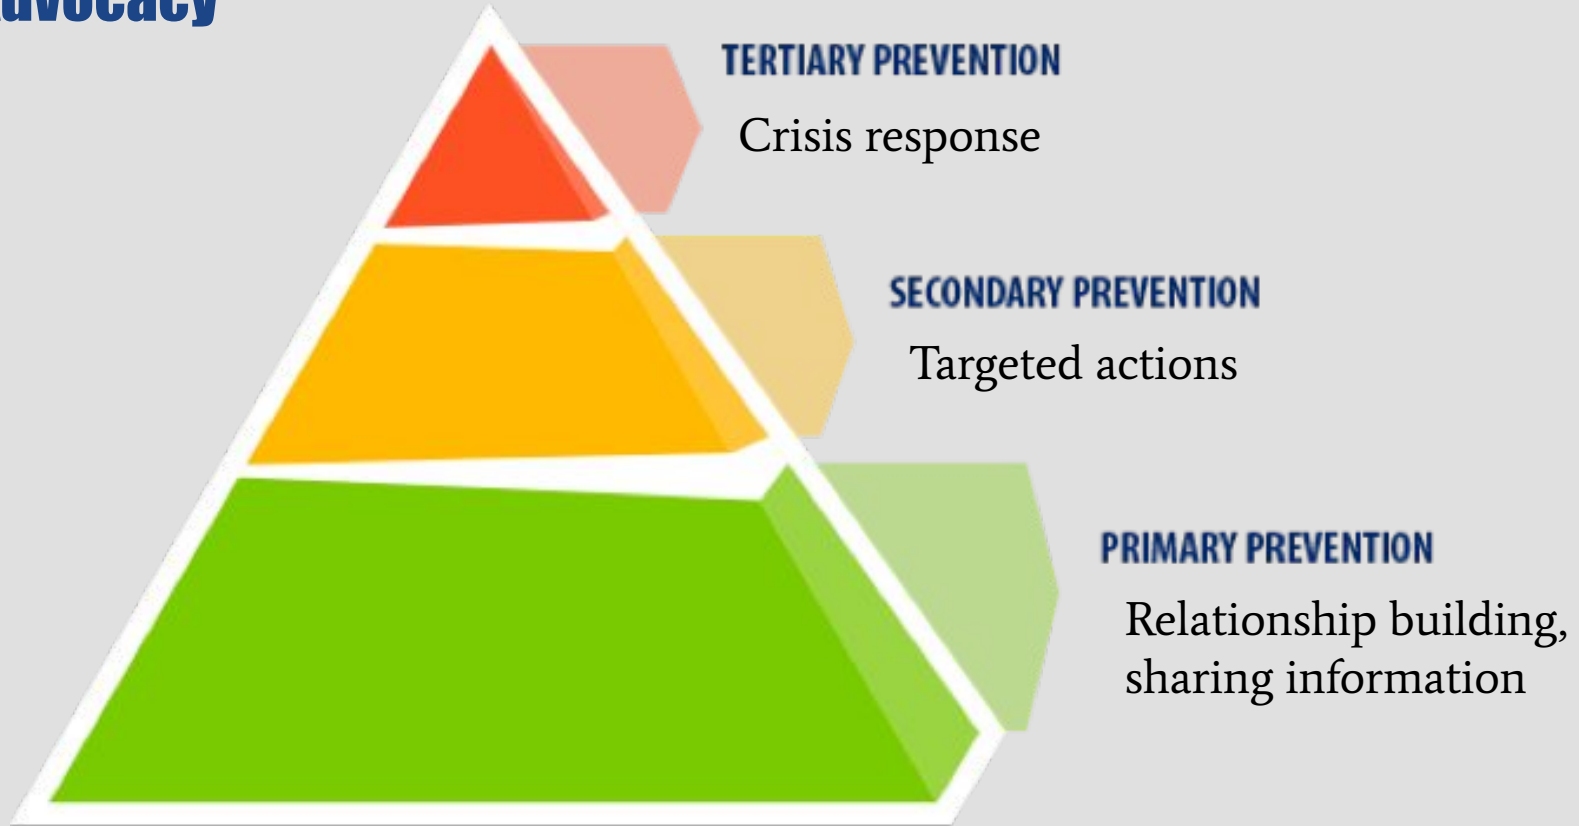 TERTIARY PREVENTION
Crisis response
SECONDARY PREVENTION
Targeted actions
PRIMARY PREVENTION
Relationship building,
sharing information